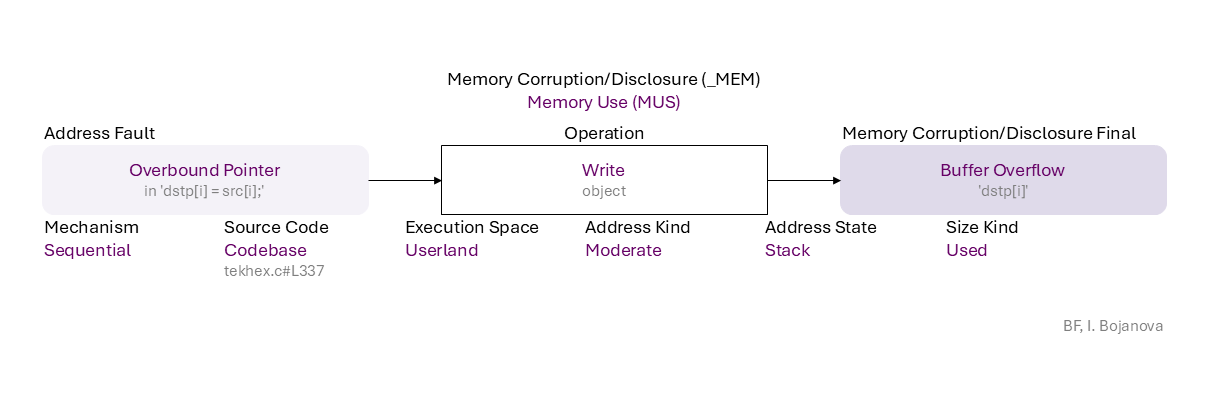 Memory Corruption/Disclosure (_MEM)
Memory Use (MUS)
Address Fault
Operation
Memory Corruption/Disclosure Final
Overbound Pointer
in 'dstp[i] = src[i];'
Write
object
Buffer Overflow
'dstp[i]'
Mechanism
Sequential
Source Code
Codebase
tekhex.c#L337
Execution Space
Userland
Address Kind
Moderate
Address State
Stack
Size Kind
Used
BF, I. Bojanova